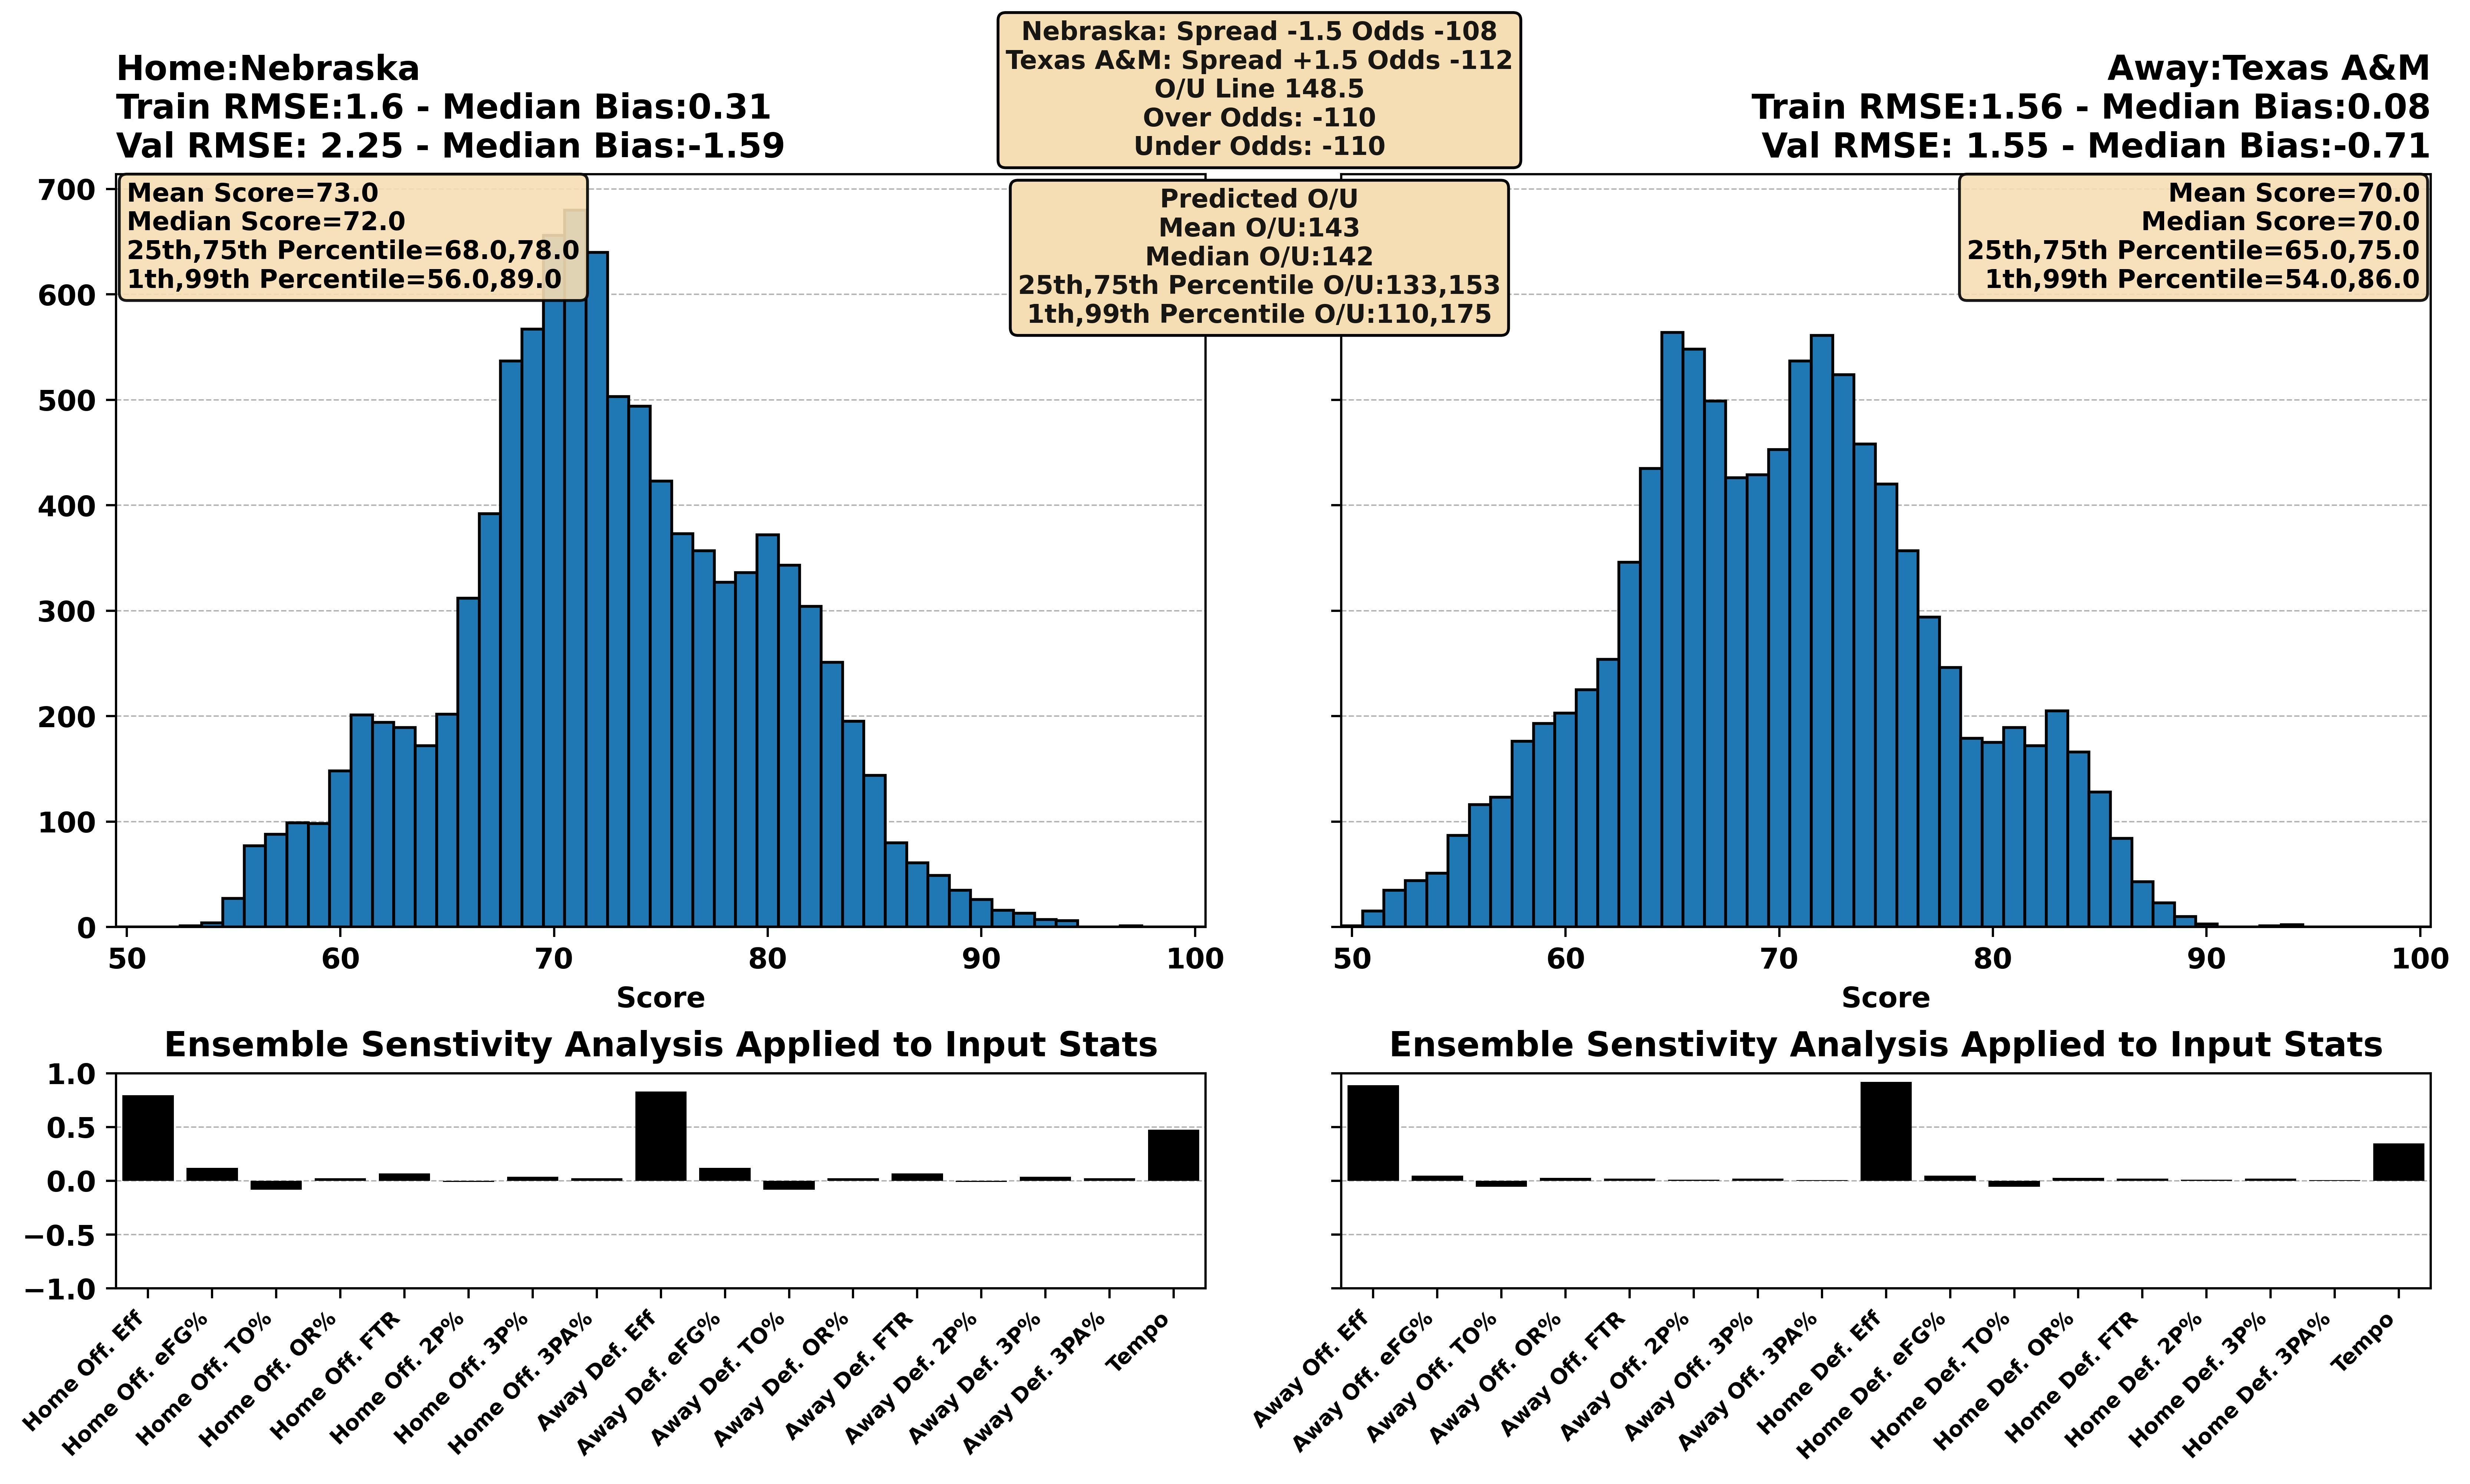 Nebraska: Spread -1.5 Odds -108
Texas A&M: Spread +1.5 Odds -112
O/U Line 148.5
Over Odds: -110
Under Odds: -110
Home:Nebraska
Train RMSE:1.6 - Median Bias:0.31
Val RMSE: 2.25 - Median Bias:-1.59
Away:Texas A&M
Train RMSE:1.56 - Median Bias:0.08
Val RMSE: 1.55 - Median Bias:-0.71
Mean Score=73.0
Median Score=72.0
25th,75th Percentile=68.0,78.0
1th,99th Percentile=56.0,89.0
Predicted O/U
Mean O/U:143
Median O/U:142
25th,75th Percentile O/U:133,153
1th,99th Percentile O/U:110,175
Mean Score=70.0
Median Score=70.0
25th,75th Percentile=65.0,75.0
1th,99th Percentile=54.0,86.0
700
600
500
400
300
200
100
0
50 60 70 80 90 100
Score
50 60 70 80 90 100
Score
Ensemble Senstivity Analysis Applied to Input Stats
1.0
0.5
0.0
−0.5
−1.0
Home Off. Eff
Home Off. eFG%
Home Off. TO%
Home Off. OR%
Home Off. FTR
Home Off. 2P%
Home Off. 3P%
Home Off. 3PA%
Away Def. Eff
Away Def. eFG%
Away Def. TO%
Away Def. OR%
Away Def. FTR
Away Def. 2P%
Away Def. 3P%
Away Def. 3PA%
Tempo
Ensemble Senstivity Analysis Applied to Input Stats
Away Off. Eff
Away Off. eFG%
Away Off. TO%
Away Off. OR%
Away Off. FTR
Away Off. 2P%
Away Off. 3P%
Away Off. 3PA%
Home Def. Eff
Home Def. eFG%
Home Def. TO%
Home Def. OR%
Home Def. FTR
Home Def. 2P%
Home Def. 3P%
Home Def. 3PA%
Tempo